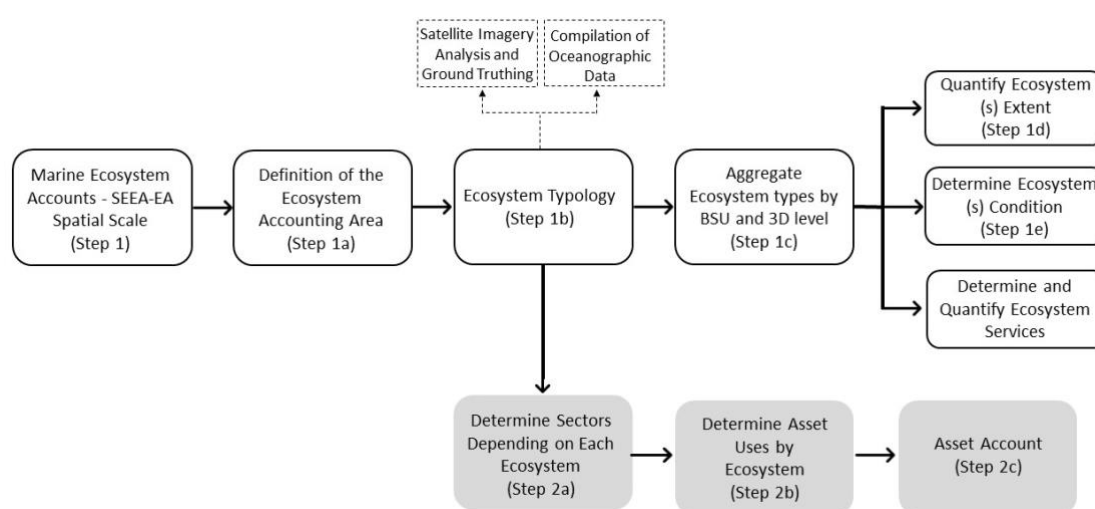 Satellite Imagery
Analysis and
Ground Truthing
Compilation of
Oceanographic
Data
Marine Ecosystem
Accounts - SEEA-EA
Spatial Scale
(Step 1)
Definition of the
Ecosystem
Accounting Area
(Step 1a)
Ecosystem Typology
(Step 1b)
Aggregate
Ecosystem types by
BSU and 3D level
(Step 1c)
Quantify Ecosystem
(s) Extent
(Step 1d)
Determine Ecosystem
(s) Condition
(Step 1e)
Determine and
Quantify Ecosystem
Services
Determine Sectors
Depending on Each
Ecosystem
(Step 2a)
Determine Asset
Uses by
Ecosystem
(Step 2b)
Asset Account
(Step 2c)